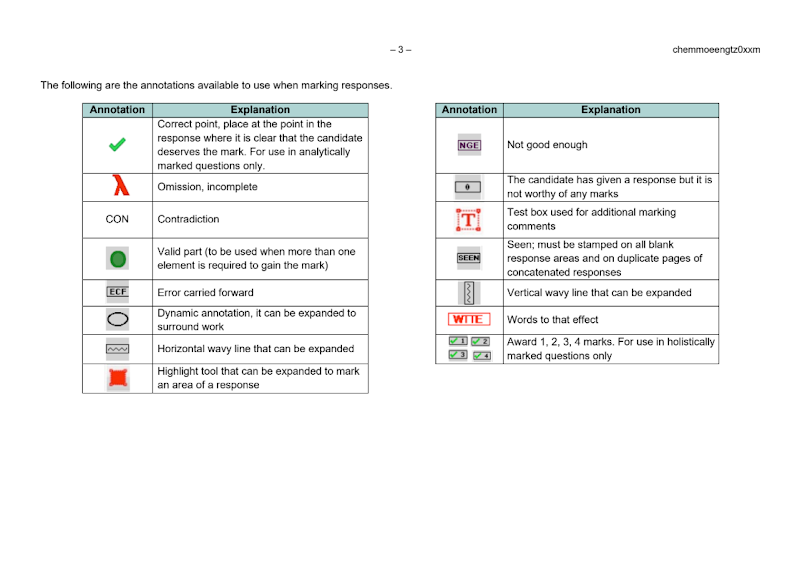 – 3 –
chemmoeengtz0xxm
The following are the annotations available to use when marking responses.
Annotation Explanation
Correct point, place at the point in the
response where it is clear that the candidate
deserves the mark. For use in analytically
marked questions only.
λ Omission, incomplete
CON Contradiction
Valid part (to be used when more than one
element is required to gain the mark)
ECF Error carried forward
Dynamic annotation, it can be expanded to
surround work
Horizontal wavy line that can be expanded
Highlight tool that can be expanded to mark
an area of a response
Annotation Explanation
NGE Not good enough
The candidate has given a response but it is
0
not worthy of any marks
Test box used for additional marking
T
comments
Seen; must be stamped on all blank
SEEN response areas and on duplicate pages of
concatenated responses
Vertical wavy line that can be expanded
WTTE Words to that effect
1 2 Award 1, 2, 3, 4 marks. For use in holistically
3 4 marked questions only